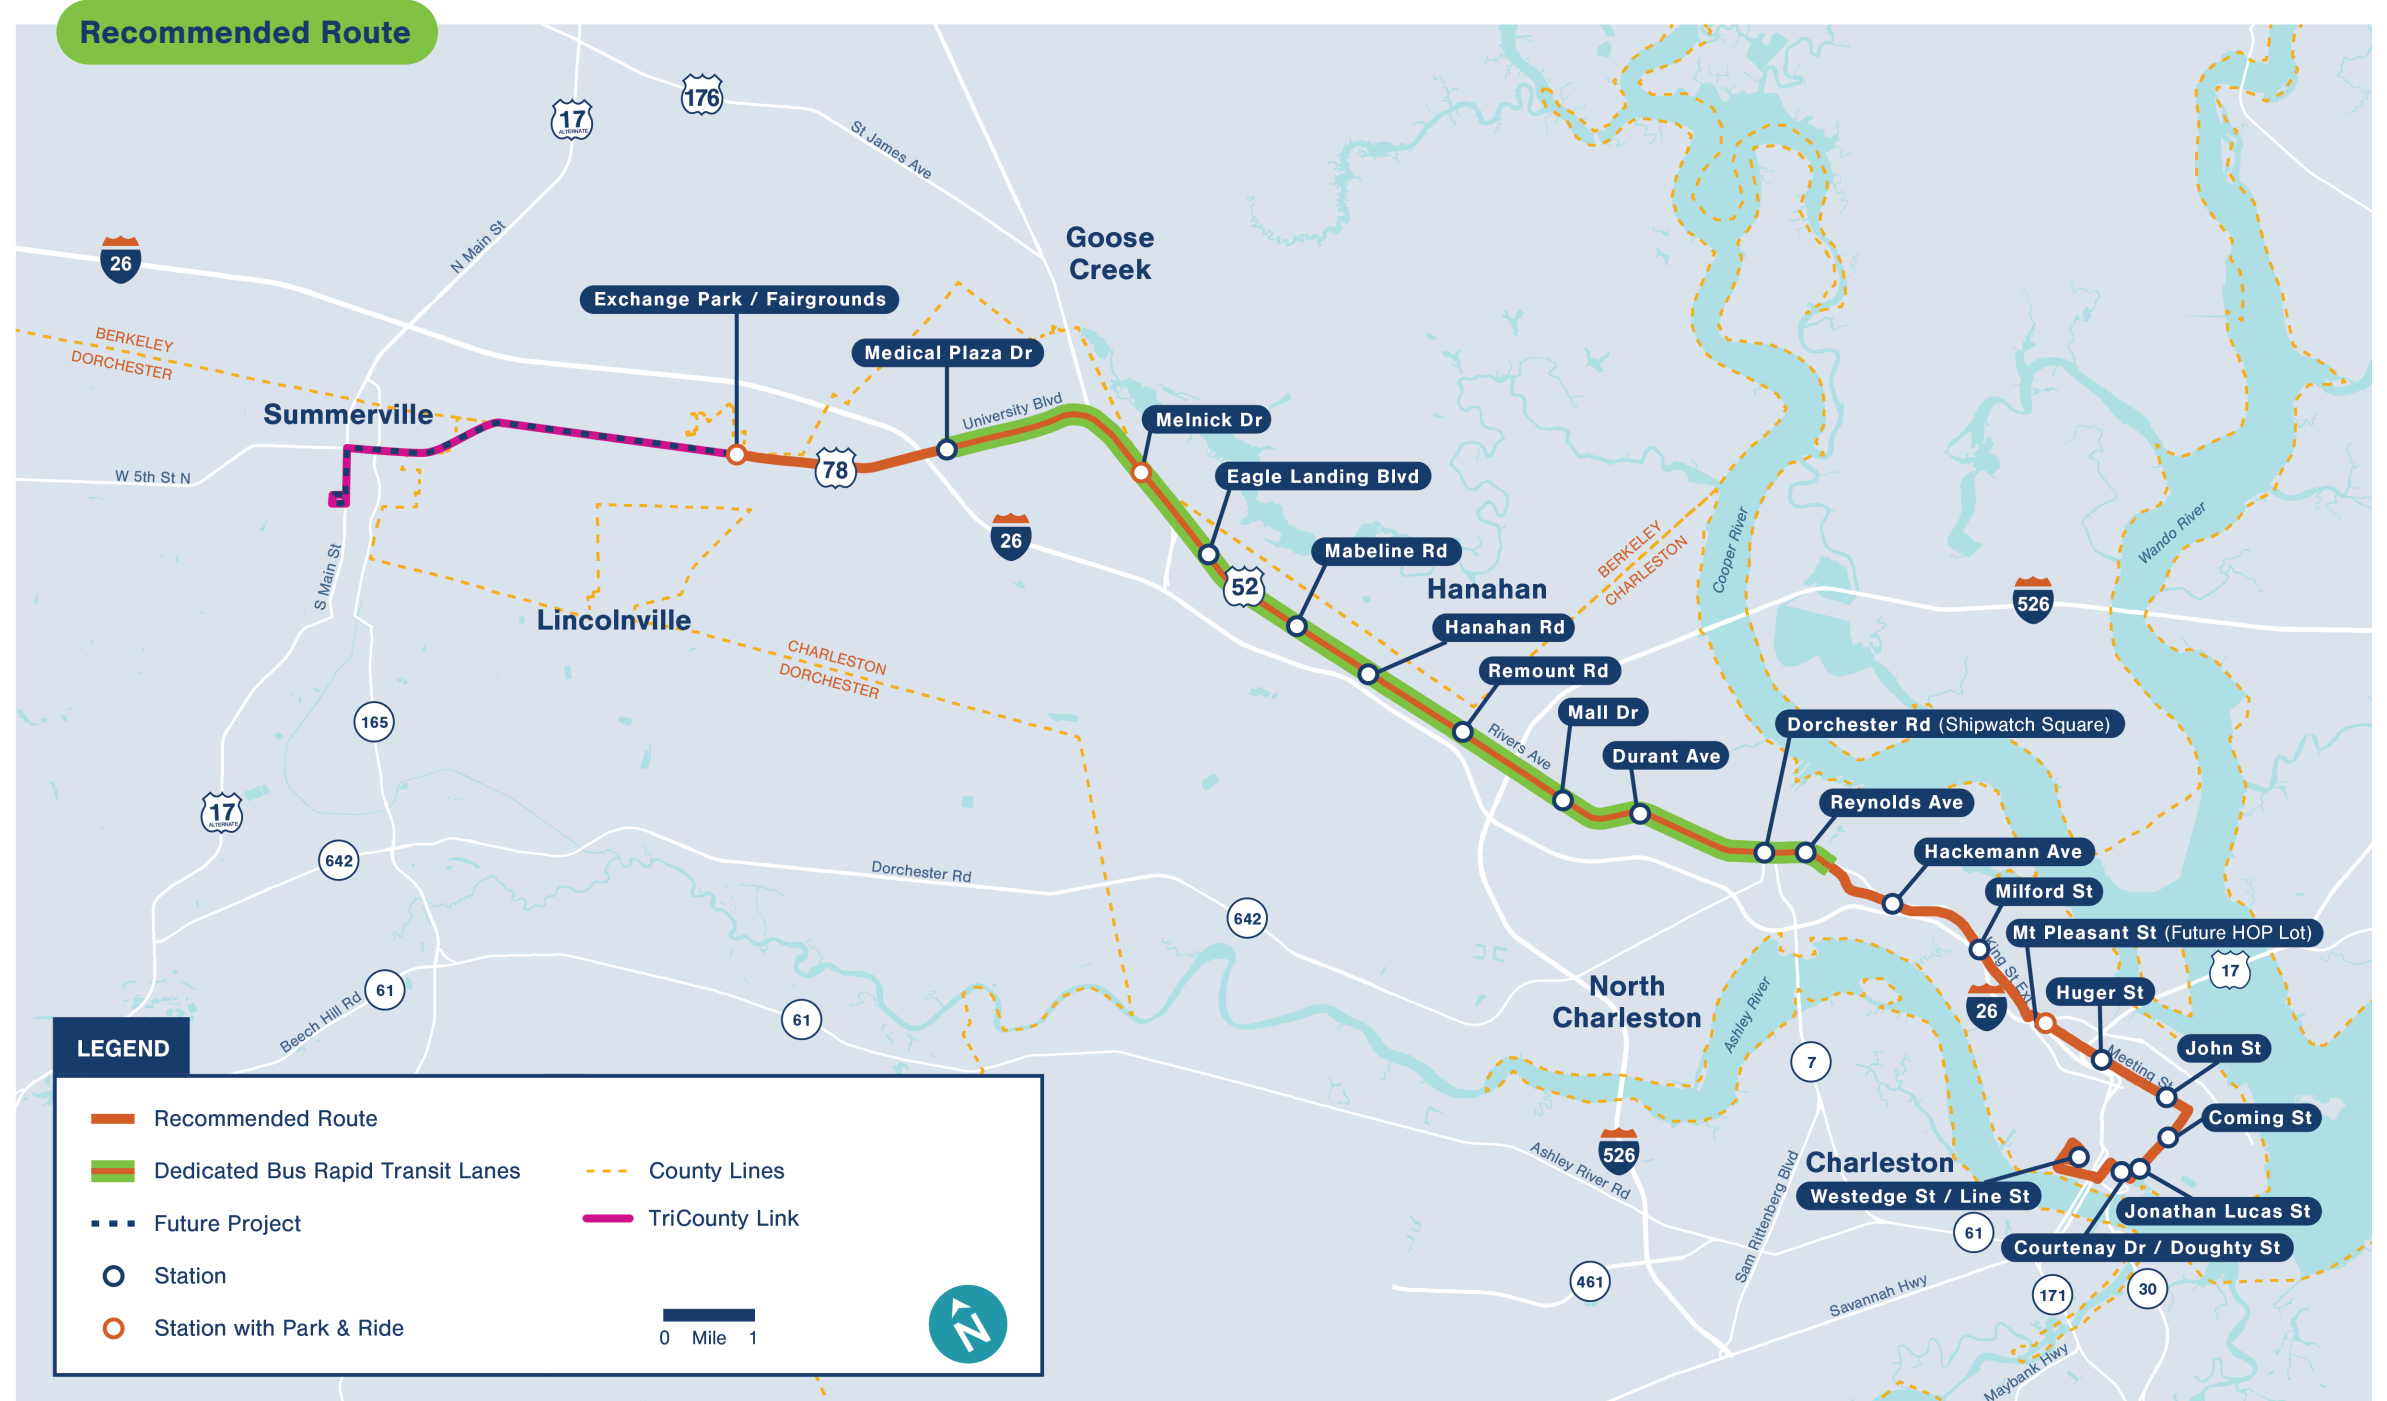 Recommended Route
176
17
ALTERNATE
St James Ave
N Main St
Goose
Creek
26
Exchange Park / Fairgrounds
BERKELEY
DORCHESTER
Medical Plaza Dr
Summerville
University Blvd
Melnick Dr
78
W 5th St N
Eagle Landing Blvd
26
Mabeline Rd
BERKELEY
CHARLESTON
Cooper River
Wando River
S Main St
52
Hanahan
526
Lincolnville
Hanahan Rd
CHARLESTON
DORCHESTER
Remount Rd
165
Mall Dr
Rivers Ave
Dorchester Rd (Shipwatch Square)
Durant Ave
17
ALTERNATE
Reynolds Ave
642
Dorchester Rd
Hackemann Ave
Milford St
642
Mt Pleasant St (Future HOP Lot)
King St Ext
17
61
North
Charleston
Huger St
Beech Hill Rd
61
Ashley River
26
LEGEND
7
Meeting St
John St
Recommended Route
Dedicated Bus Rapid Transit Lanes
Future Project
Station
Station with Park & Ride
County Lines
TriCounty Link
0 Mile 1
N
Coming St
526
Ashley River Rd
Charleston
Westedge St / Line St
Jonathan Lucas St
Sam Rittenberg Blvd
61
Courtenay Dr / Doughty St
461
Savannah Hwy
171
30
Maybank Hwy